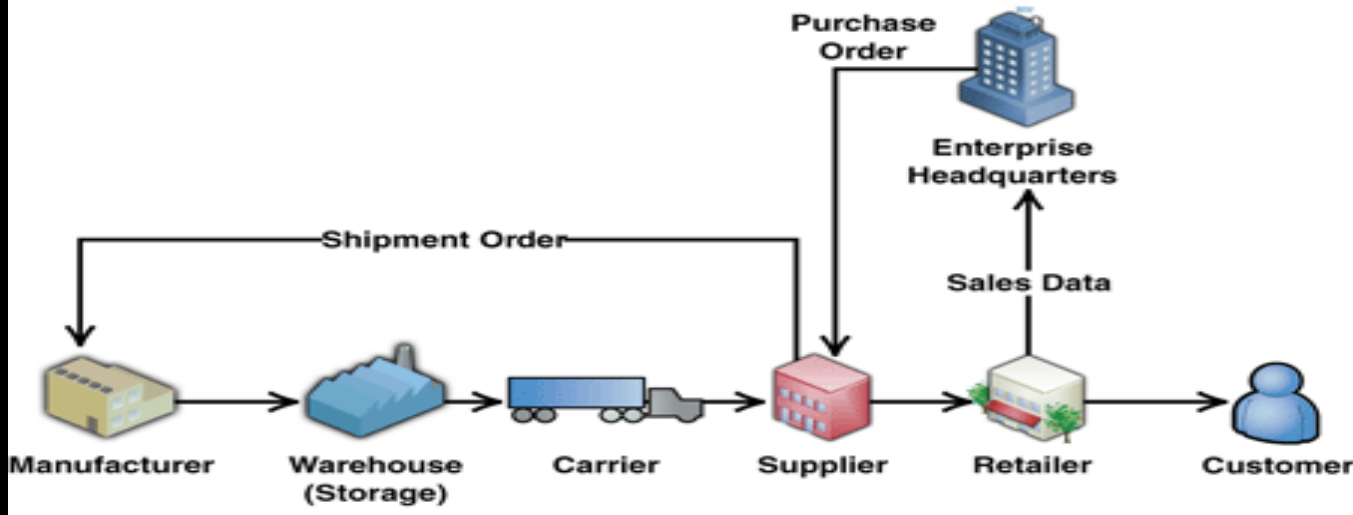 Purchase
Order
Enterprise
Headquarters
Shipment Order
Sales Data
Manufacturer
Warehouse
(Storage)
Carrier
Supplier
Retailer
Customer